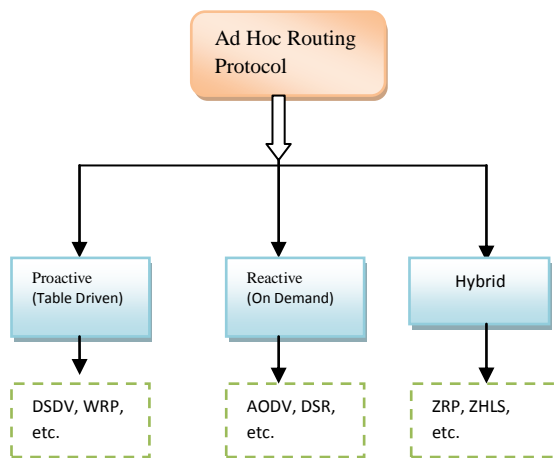 Ad Hoc Routing
Protocol
Proactive
(Table Driven)
Reactive
(On Demand)
Hybrid
DSDV, WRP,
etc.
AODV, DSR,
etc.
ZRP, ZHLS,
etc.